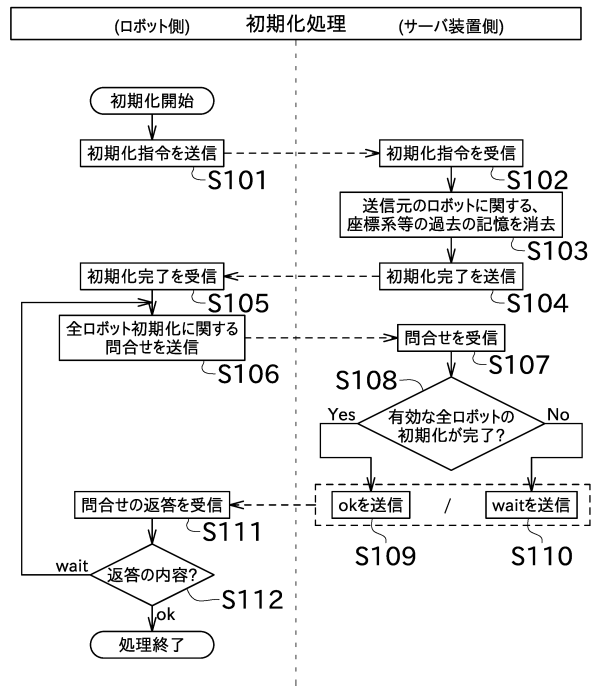 (ロボット側) 初期化処理 (サーバ装置側)
初期化開始
初期化指令を送信
S101
初期化指令を受信
S102
送信元のロボットに関する、
座標系等の過去の記憶を消去
S103
初期化完了を送信
S104
初期化完了を受信
S105
全ロボット初期化に関する
問合せを送信
S106
問合せを受信
S107
S108
有効な全ロボットの
初期化が完了?
Yes
No
okを送信
/
waitを送信
S109
S110
問合せの返答を受信
S111
返答の内容?
wait
S112
ok
処理終了